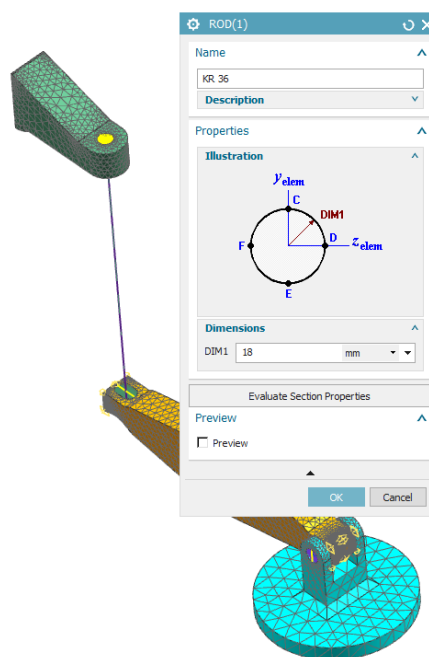 ROD(1)
Name
KR 36
Description
Properties
Illustration
y elem
C
DIM1
F
D
z elem
E
Dimensions
DIM1 18 mm
Evaluate Section Properties
Preview
Preview
OK Cancel